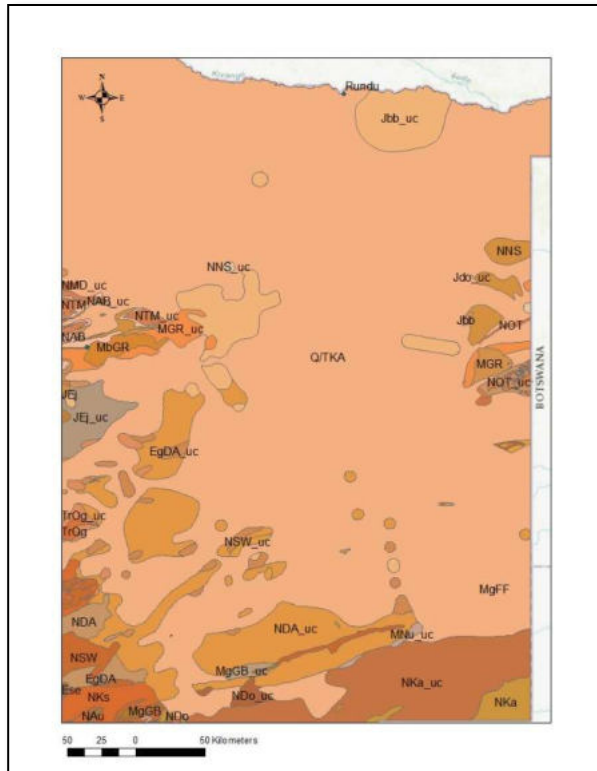 N
W E
S
Rundu
Jbb_uc
NNS
NNS_uc
Jdo_uc
NMD_uc
NTM
NAB_uc
NTM_uc
MGR_uc
Jbb
NOT
NAB
MbGR
Q/TKA
MGR
NOT_uc
BOTSWANA
JEj
JEj_uc
EgDA_uc
TrOg_uc
TrOg
NSW_uc
MgFF
NDA
NDA_uc
MNu_uc
NSW
MgGB_uc
EgDA
NKa_uc
Ese
NKs
NDo_uc
NKa
NAu
MgGB
NDo
50 25 0 50 Kilometers